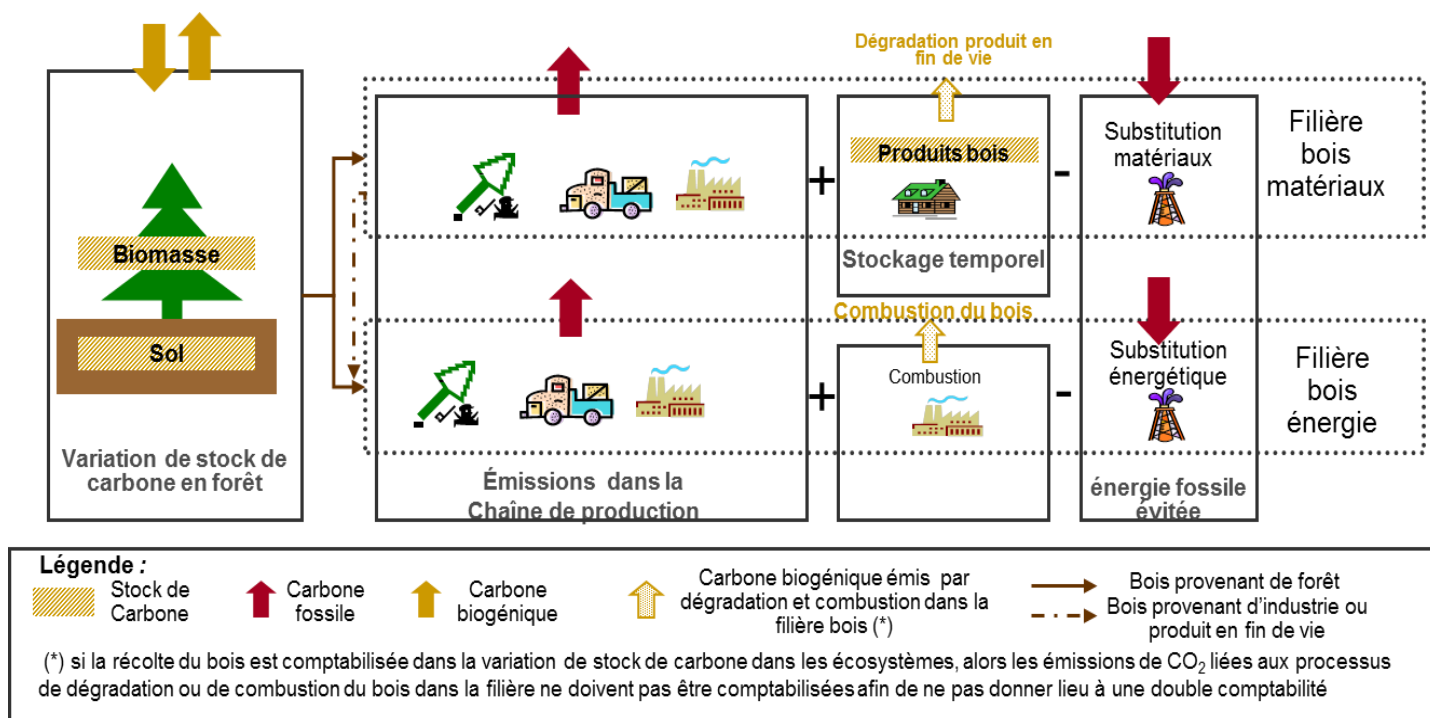 Dégradation produit en
fin de vie
Produits bois
Substitution
matériaux
Filière
bois
matériaux
+
-
Biomasse
Stockage temporel
Combustion du bois
Sol
Combustion
Substitution
énergétique
Filière
bois
énergie
+
-
Variation de stock de
carbone en forêt
Émissions dans la
Chaîne de production
énergie fossile
évitée
Légende :
Stock de
Carbone
Carbone
fossile
Carbone
biogénique
Carbone biogénique émis par
dégradation et combustion dans la
filière bois (*)
Bois provenant de forêt
Bois provenant d'industrie ou
produit en fin de vie
(*) si la récolte du bois est comptabilisée dans la variation de stock de carbone dans les écosystèmes, alors les émissions de CO₂ liées aux processus
de dégradation ou de combustion du bois dans la filière ne doivent pas être comptabilisées afin de ne pas donner lieu à une double comptabilité